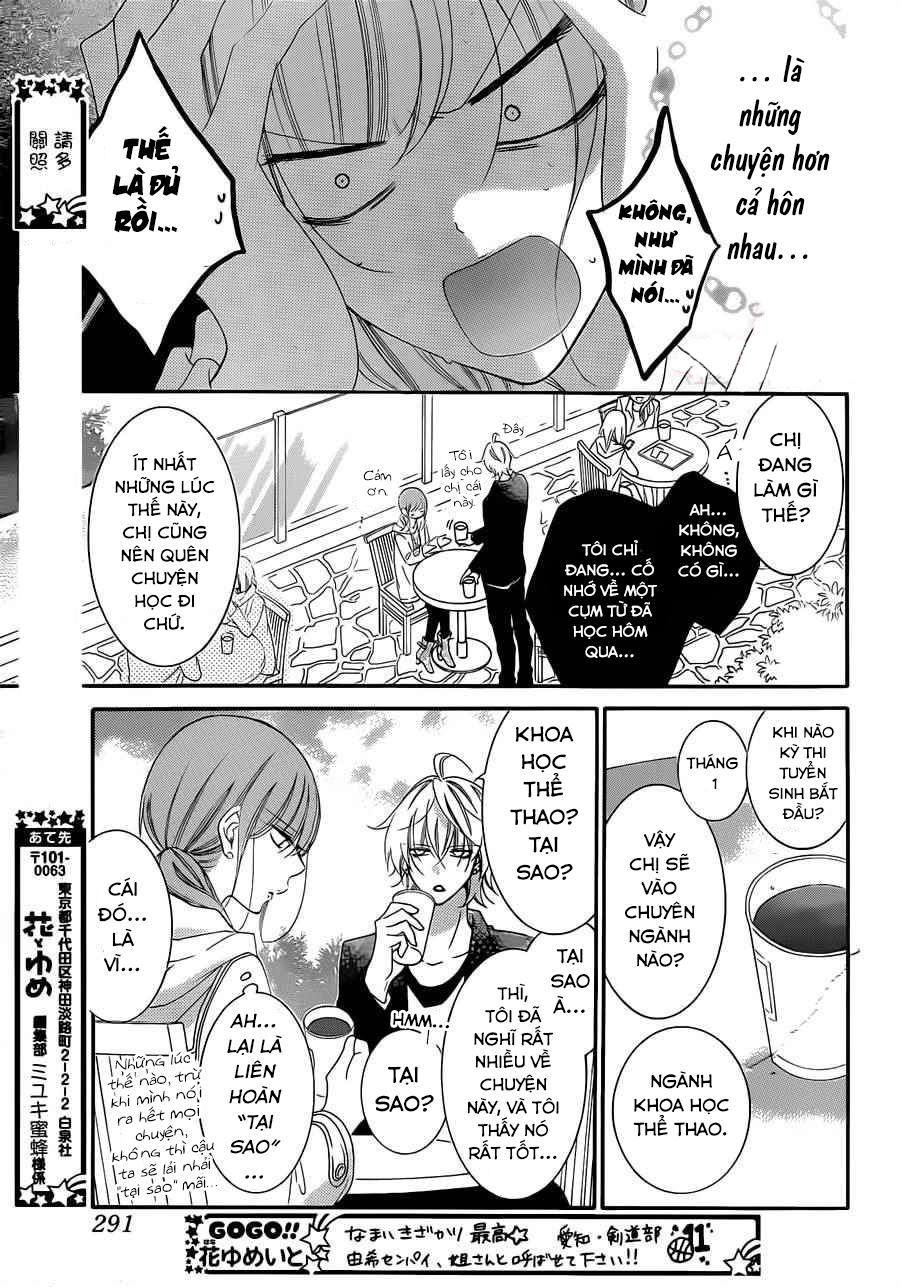 ... là
những
chuyện hơn
cả hôn
nhau...
KHÔNG,
NHƯ
MÌNH ĐÃ
NÓI...
THẾ
LÀ ĐỦ
RỒI...
請多
關照
CHỊ
ĐANG
LÀM GÌ
THẾ?
Á
AH...
KHÔNG,
KHÔNG
CÓ GÌ...
TÔI CHỈ
ĐANG... CỐ
NHỚ VỀ MỘT
CỤM TỪ ĐÃ
HỌC HÔM
QUA...
Đây
Tôi
lấy cho
chị cái
này.
Cám
ơn.
ÍT NHẤT
NHỮNG LÚC
THẾ NÀY,
CHỊ CŨNG
NÊN QUÊN
CHUYỆN
HỌC ĐI
CHỨ.
KHI NÀO
KỲ THI
TUYỂN
SINH BẮT
ĐẦU?
THÁNG
1
VẬY
CHỊ SẼ
VÀO
CHUYÊN
NGÀNH
NÀO?
NGÀNH
KHOA HỌC
THỂ THAO.
KHOA
HỌC
THỂ
THAO?
TẠI
SAO?
TẠI
SAO
À...
THÌ,
TÔI ĐÃ
NGHĨ RẤT
NHIỀU VỀ
CHUYỆN
NÀY, VÀ TÔI
THẤY NÓ
RẤT TỐT...
HMM...
TẠI
SAO?
CÁI
ĐÓ...
LÀ
VÌ...
AH...
LẠI LÀ
LIÊN
HOÀN
"TẠI
SAO"
...
Những lúc
thế nào, trừ
khi mình nói
ra hết mọi
chuyện,
không thì cậu
ta sẽ lải nhải
"tại sao" mãi...
あて先
〒101-
0063
東京都千代田区神田淡路町2-2-2 白泉社
花とゆめ 編集部 ミユキ蜜蜂様係
291
GOGO!!
花ゆめいと
なまいきざかり 最高☆ 愛知・剣道部
由希センパイ、姐さんと呼ばせて下さい!!
11